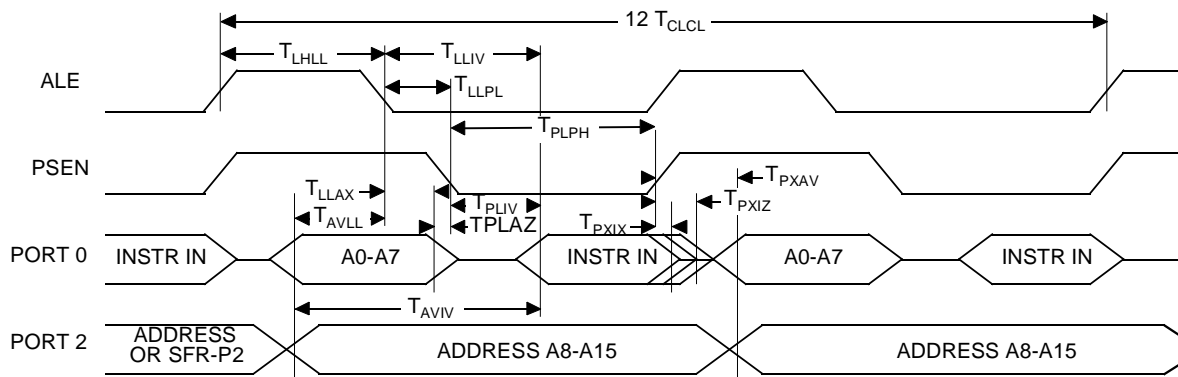 12 TCLCL
TLHLL
TLLIV
ALE
TLLPL
TPLPH
PSEN
TLLAX
TPXAV
TPLIV
TPXIZ
TAVLL
TPLAZ
TPXIX
PORT 0
INSTR IN
A0-A7
INSTR IN
A0-A7
INSTR IN
TAVIV
PORT 2
ADDRESS
OR SFR-P2
ADDRESS A8-A15
ADDRESS A8-A15